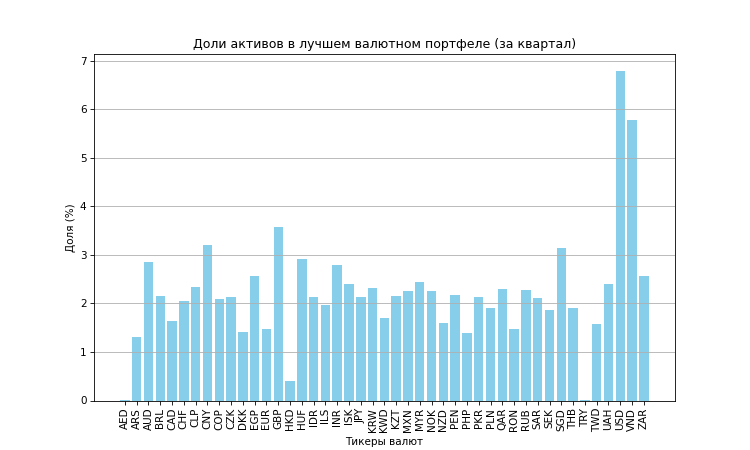 Доли активов в лучшем валютном портфеле (за квартал)
7
6
5
4
3
2
1
0
Доля (%)
AED
ARS
AUD
BRL
CAD
CHF
CLP
CNY
COP
CZK
DKK
EGP
EUR
GBP
HKD
HUF
IDR
ILS
INR
ISK
JPY
KRW
KWD
KZT
MXN
MYR
NOK
NZD
PEN
PHP
PKR
PLN
QAR
RON
RUB
SAR
SEK
SGD
THB
TRY
TWD
UAH
USD
VND
ZAR
Тикеры валют